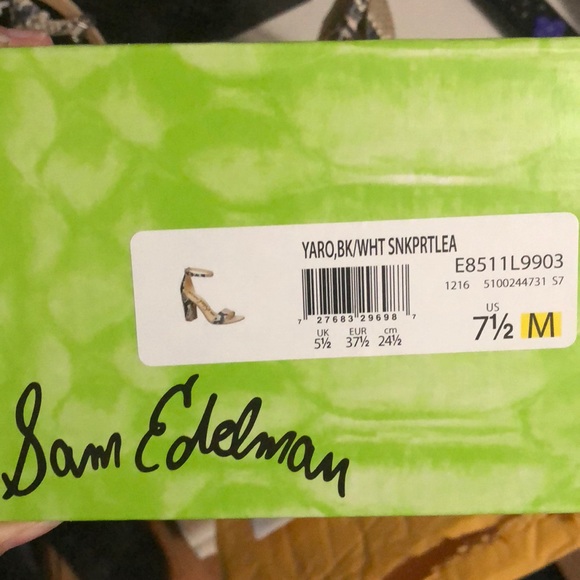 YARO,BK/WHT SNKPRTLEA
E8511L9903
1216 5100244731 S7
7 27683 29698 7
UK EUR cm
5½ 37½ 24½
US
7½ M
Sam Edelman